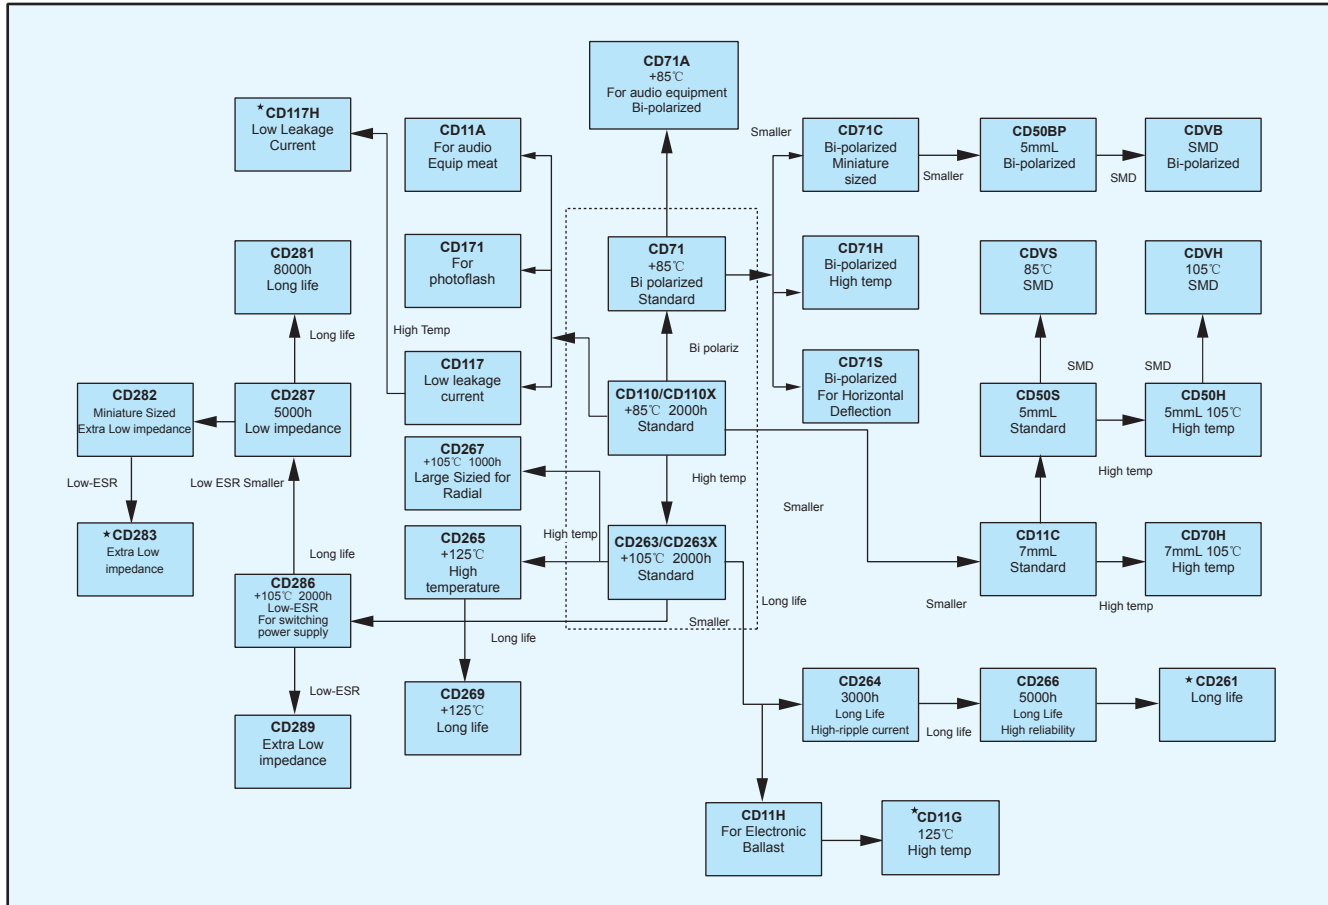 CD71A
+85℃
For audio equipment
Bi-polarized
★CD117H
Low Leakage
Current
CD11A
For audio
Equip meat
Smaller
CD71C
Bi-polarized
Miniature
sized
Smaller
CD50BP
5mmL
Bi-polarized
SMD
CDVB
SMD
Bi-polarized
CD281
8000h
Long life
CD171
For
photoflash
CD71
+85℃
Bi polarized
Standard
CD71H
Bi-polarized
High temp
CDVS
85℃
SMD
CDVH
105℃
SMD
Long life
High Temp
Bi polariz
CD117
Low leakage
current
CD110/CD110X
+85℃ 2000h
Standard
CD71S
Bi-polarized
For Horizontal
Deflection
SMD
SMD
CD282
Miniature Sized
Extra Low impedance
CD287
5000h
Low impedance
CD50S
5mmL
Standard
CD50H
5mmL 105℃
High temp
High temp
CD267
+105℃ 1000h
Large Sizied for
Radial
Low-ESR
Low ESR Smaller
High temp
Smaller
★CD283
Extra Low
impedance
Long life
High temp
CD265
+125℃
High
temperature
CD263/CD263X
+105℃ 2000h
Standard
CD11C
7mmL
Standard
CD70H
7mmL 105℃
High temp
CD286
+105℃ 2000h
Low-ESR
For switching
power supply
Long life
Smaller
Long life
Smaller
High temp
Low-ESR
CD289
Extra Low
impedance
CD269
+125℃
Long life
CD264
3000h
Long Life
High-ripple current
Long life
CD266
5000h
Long Life
High reliability
★CD261
Long life
CD11H
For Electronic
Ballast
★CD11G
125℃
High temp